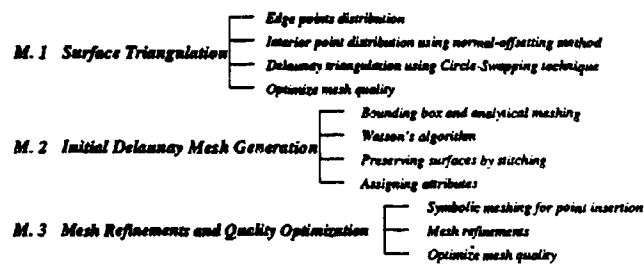 Edge points distribution
Interior point distribution using normal-offsetting method
M. 1 Surface Triangulation
Delaunay triangulation using Circle-Swapping technique
Optimize mesh quality
Bounding box and analytical meshing
Watson's algorithm
M. 2 Initial Delaunay Mesh Generation
Preserving surfaces by stitching
Assigning attributes
Symbolic meshing for point insertion
M. 3 Mesh Refinements and Quality Optimization
Mesh refinements
Optimize mesh quality